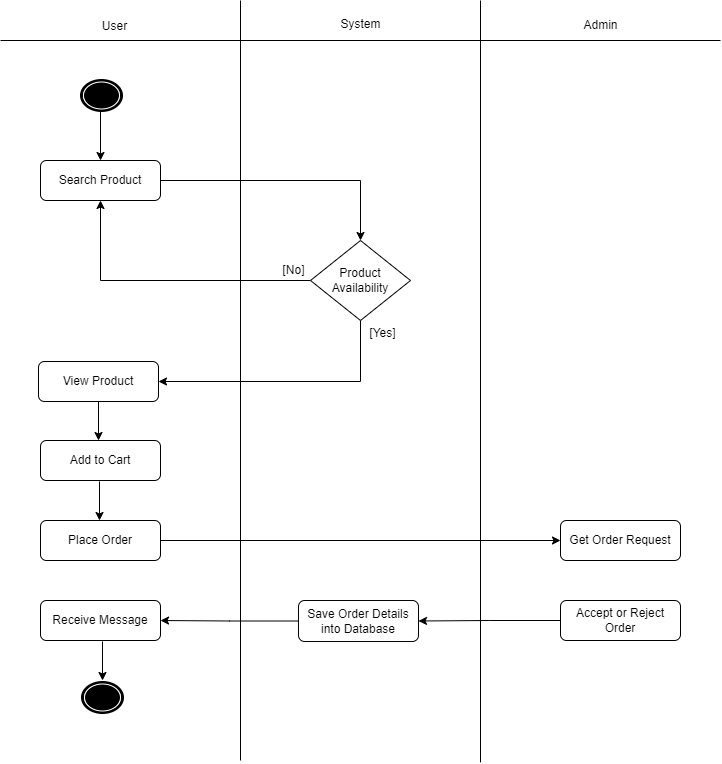 User
System
Admin
Search Product
[No]
Product
Availability
[Yes]
View Product
Add to Cart
Place Order
Get Order Request
Receive Message
Save Order Details
into Database
Accept or Reject
Order